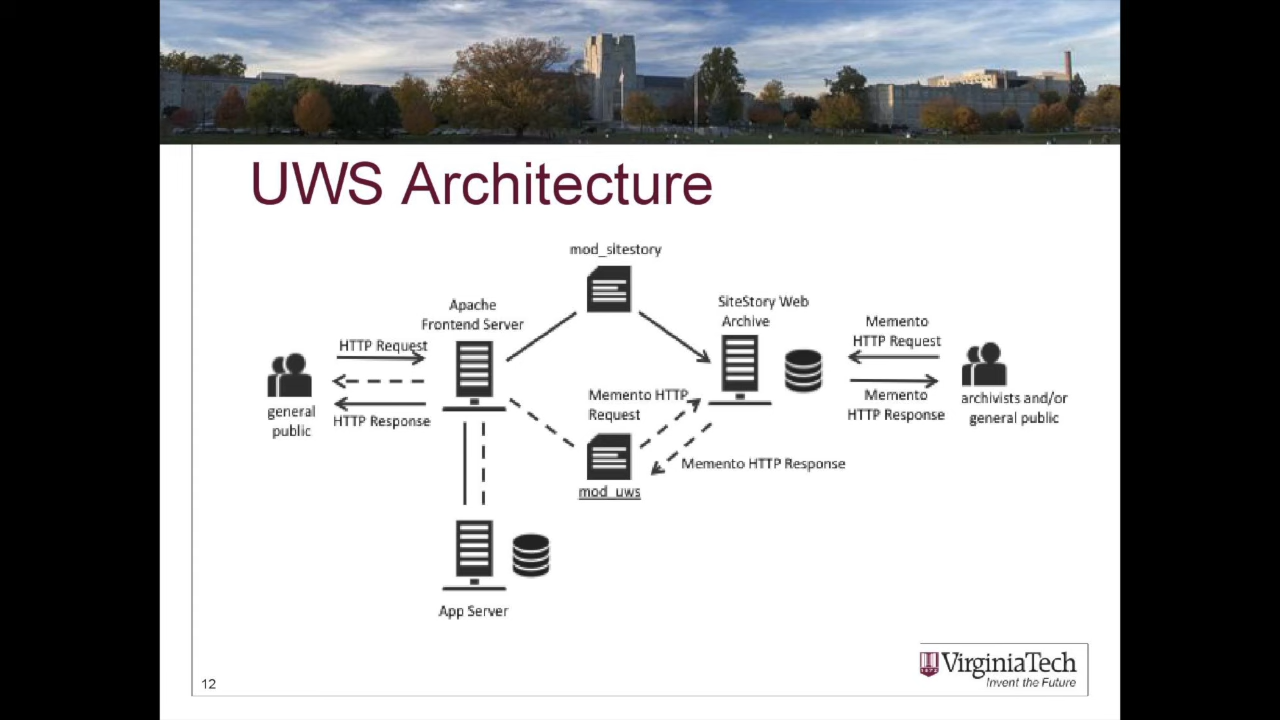 UWS Architecture
mod_sitestory
Apache
Frontend Server
SiteStory Web
Archive
Memento
HTTP Request
HTTP Request
general
public
HTTP Response
Memento HTTP
Request
Memento
HTTP Response
archivists and/or
general public
Memento HTTP Response
mod_uws
App Server
VirginiaTech
Invent the Future
12